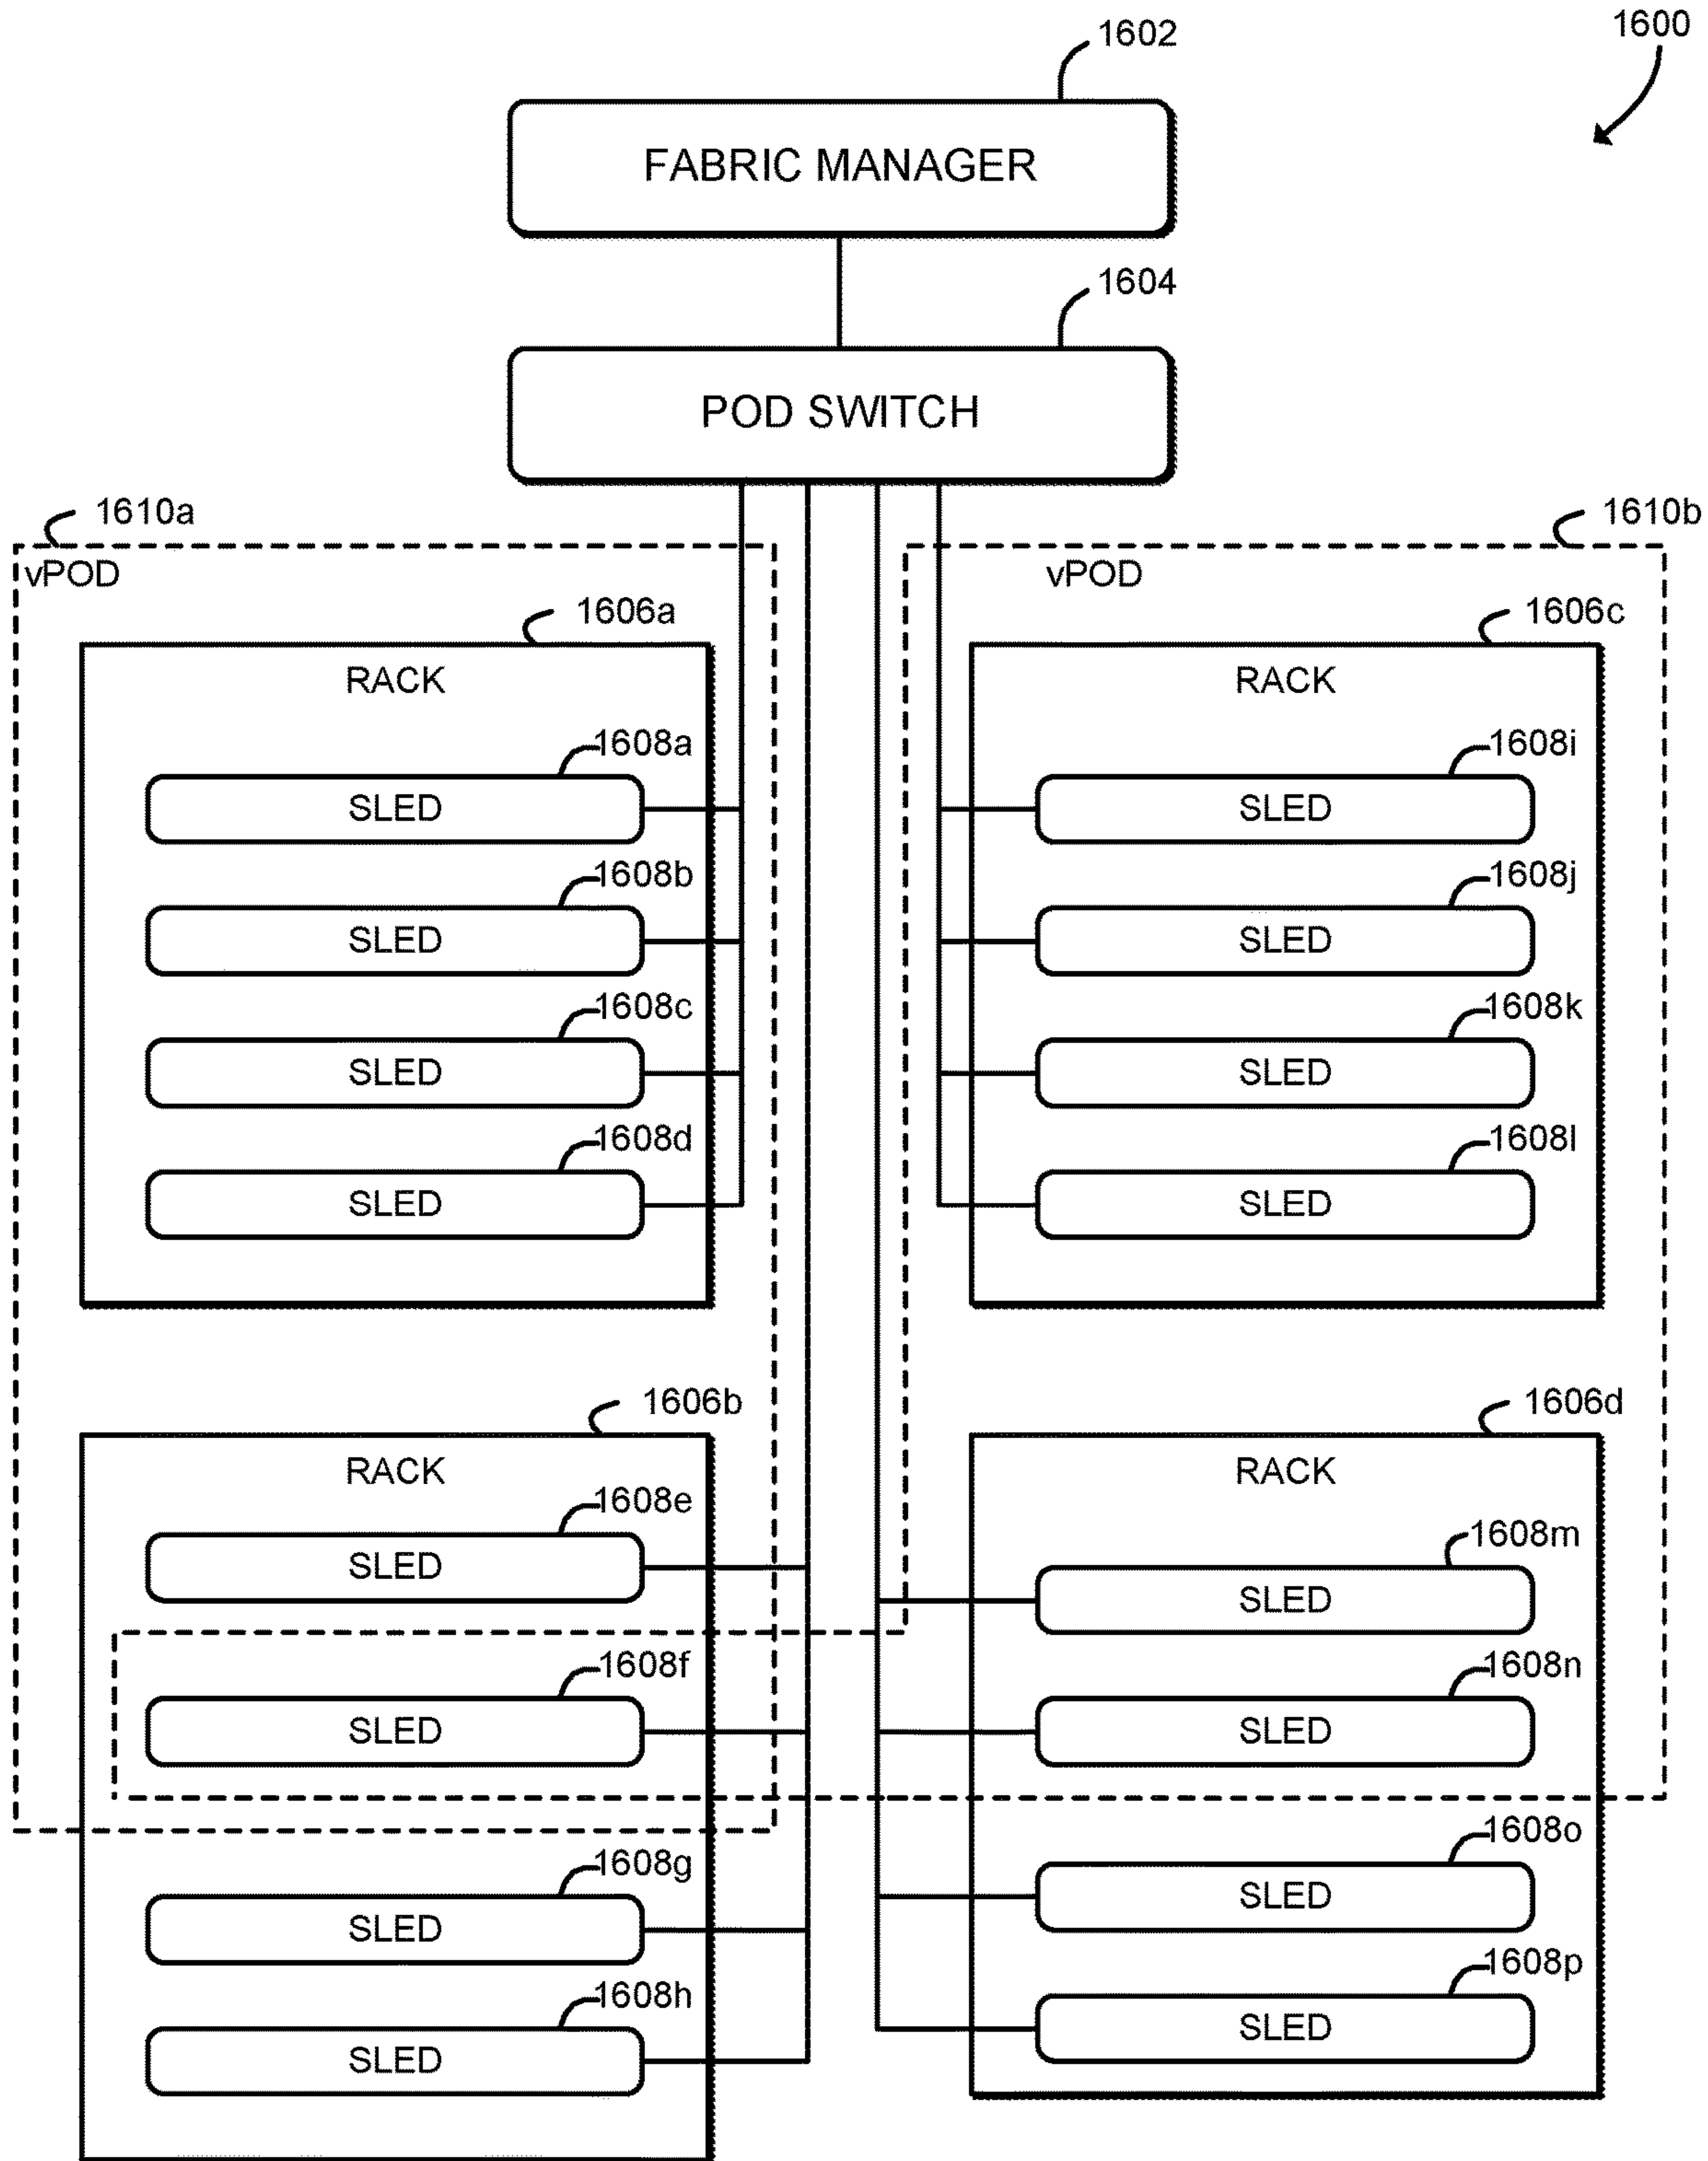 1600
1602
FABRIC MANAGER
1604
POD SWITCH
1610a
vPOD
1606a
RACK
1608a
SLED
1608b
SLED
1608c
SLED
1608d
SLED
1606b
RACK
1608e
SLED
1608f
SLED
1608g
SLED
1608h
SLED
1610b
vPOD
1606c
RACK
1608i
SLED
1608j
SLED
1608k
SLED
1608l
SLED
1606d
RACK
1608m
SLED
1608n
SLED
1608o
SLED
1608p
SLED